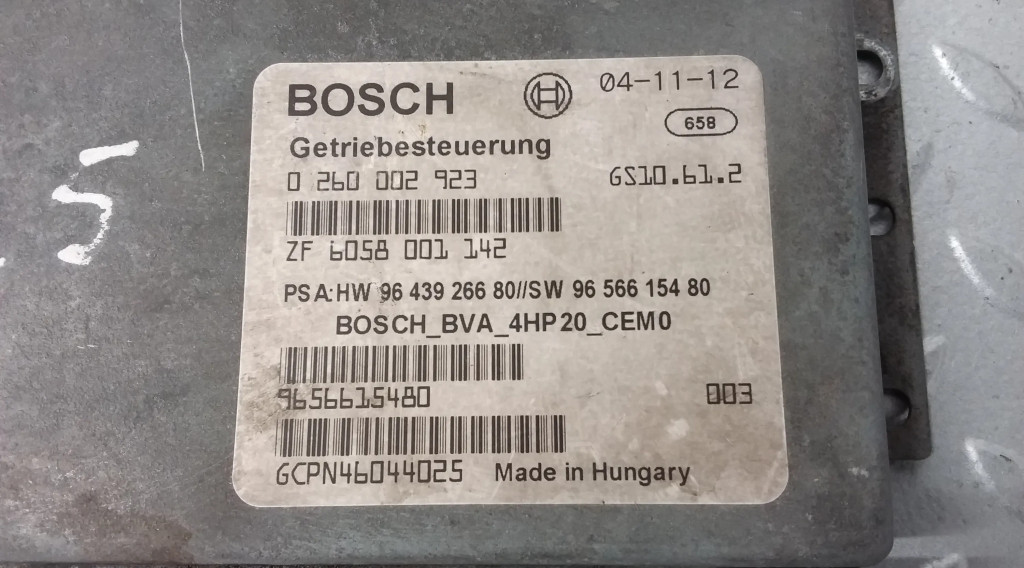 BOSCH 04-11-12
658
Getriebesteuerung
0 260 002 923 GS10.61.2
ZF 6058 001 142
PSA:HW 96 439 266 80//SW 96 566 154 80
BOSCH_BVA_4HP20_CEM0
9656615480 003
GCPN46044025 Made in Hungary
5